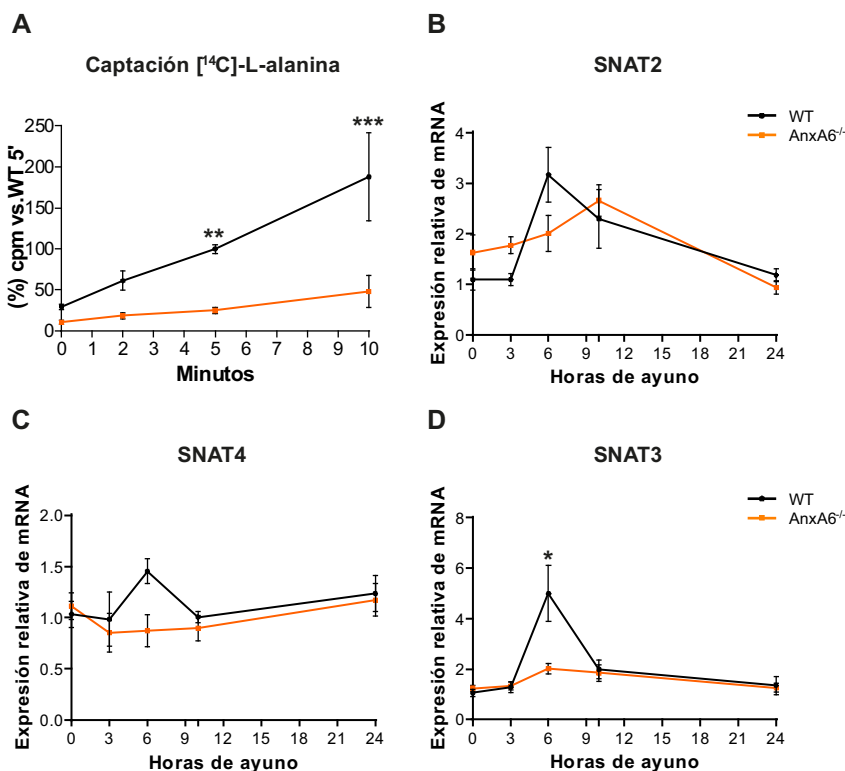 A
Captación [¹⁴C]-L-alanina
(%) cpm vs.WT 5'
250
200
150
100
50
0
**
***
0 1 2 3 4 5 6 7 8 9 10
Minutos
B
SNAT2
Expresión relativa de mRNA
4
3
2
1
0
0 3 6 9 12 15 18 21 24
Horas de ayuno
WT
AnxA6⁻/⁻
C
SNAT4
Expresión relativa de mRNA
2.0
1.5
1.0
0.5
0.0
0 3 6 9 12 15 18 21 24
Horas de ayuno
D
SNAT3
Expresión relativa de mRNA
8
6
4
2
0
*
0 3 6 9 12 15 18 21 24
Horas de ayuno
WT
AnxA6⁻/⁻